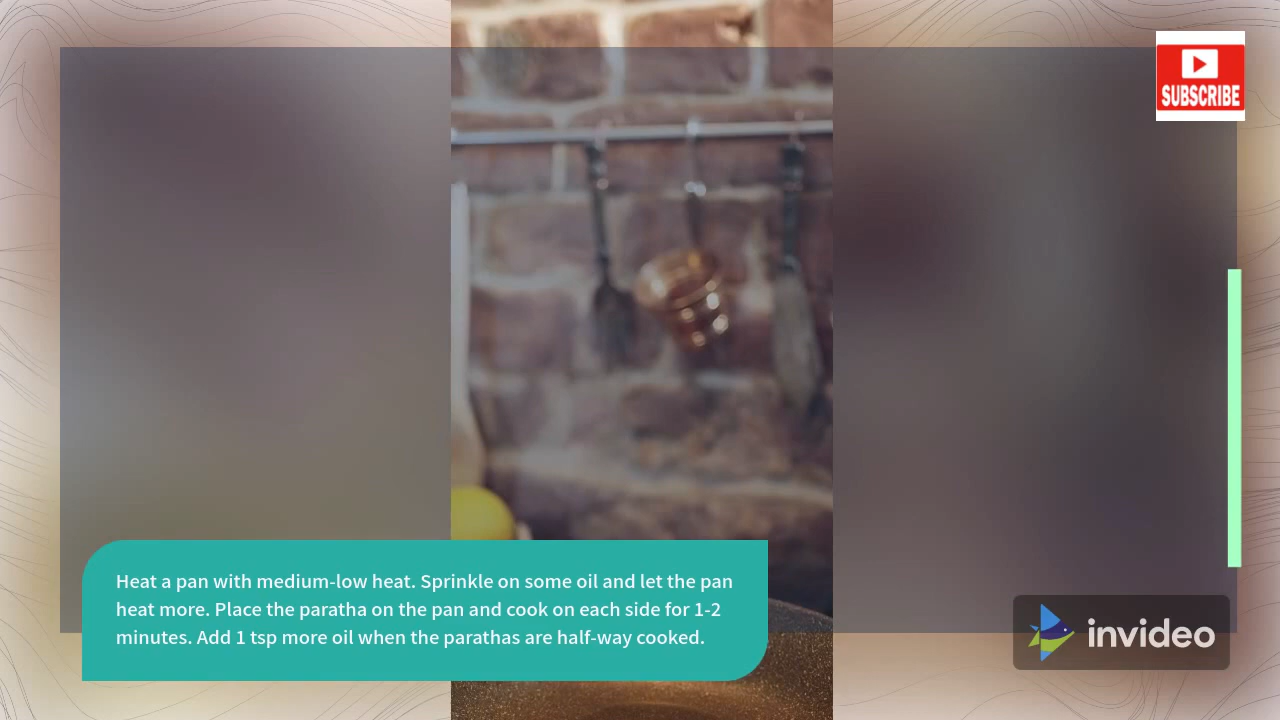 SUBSCRIBE
Heat a pan with medium-low heat. Sprinkle on some oil and let the pan
heat more. Place the paratha on the pan and cook on each side for 1-2
minutes. Add 1 tsp more oil when the parathas are half-way cooked.
invideo